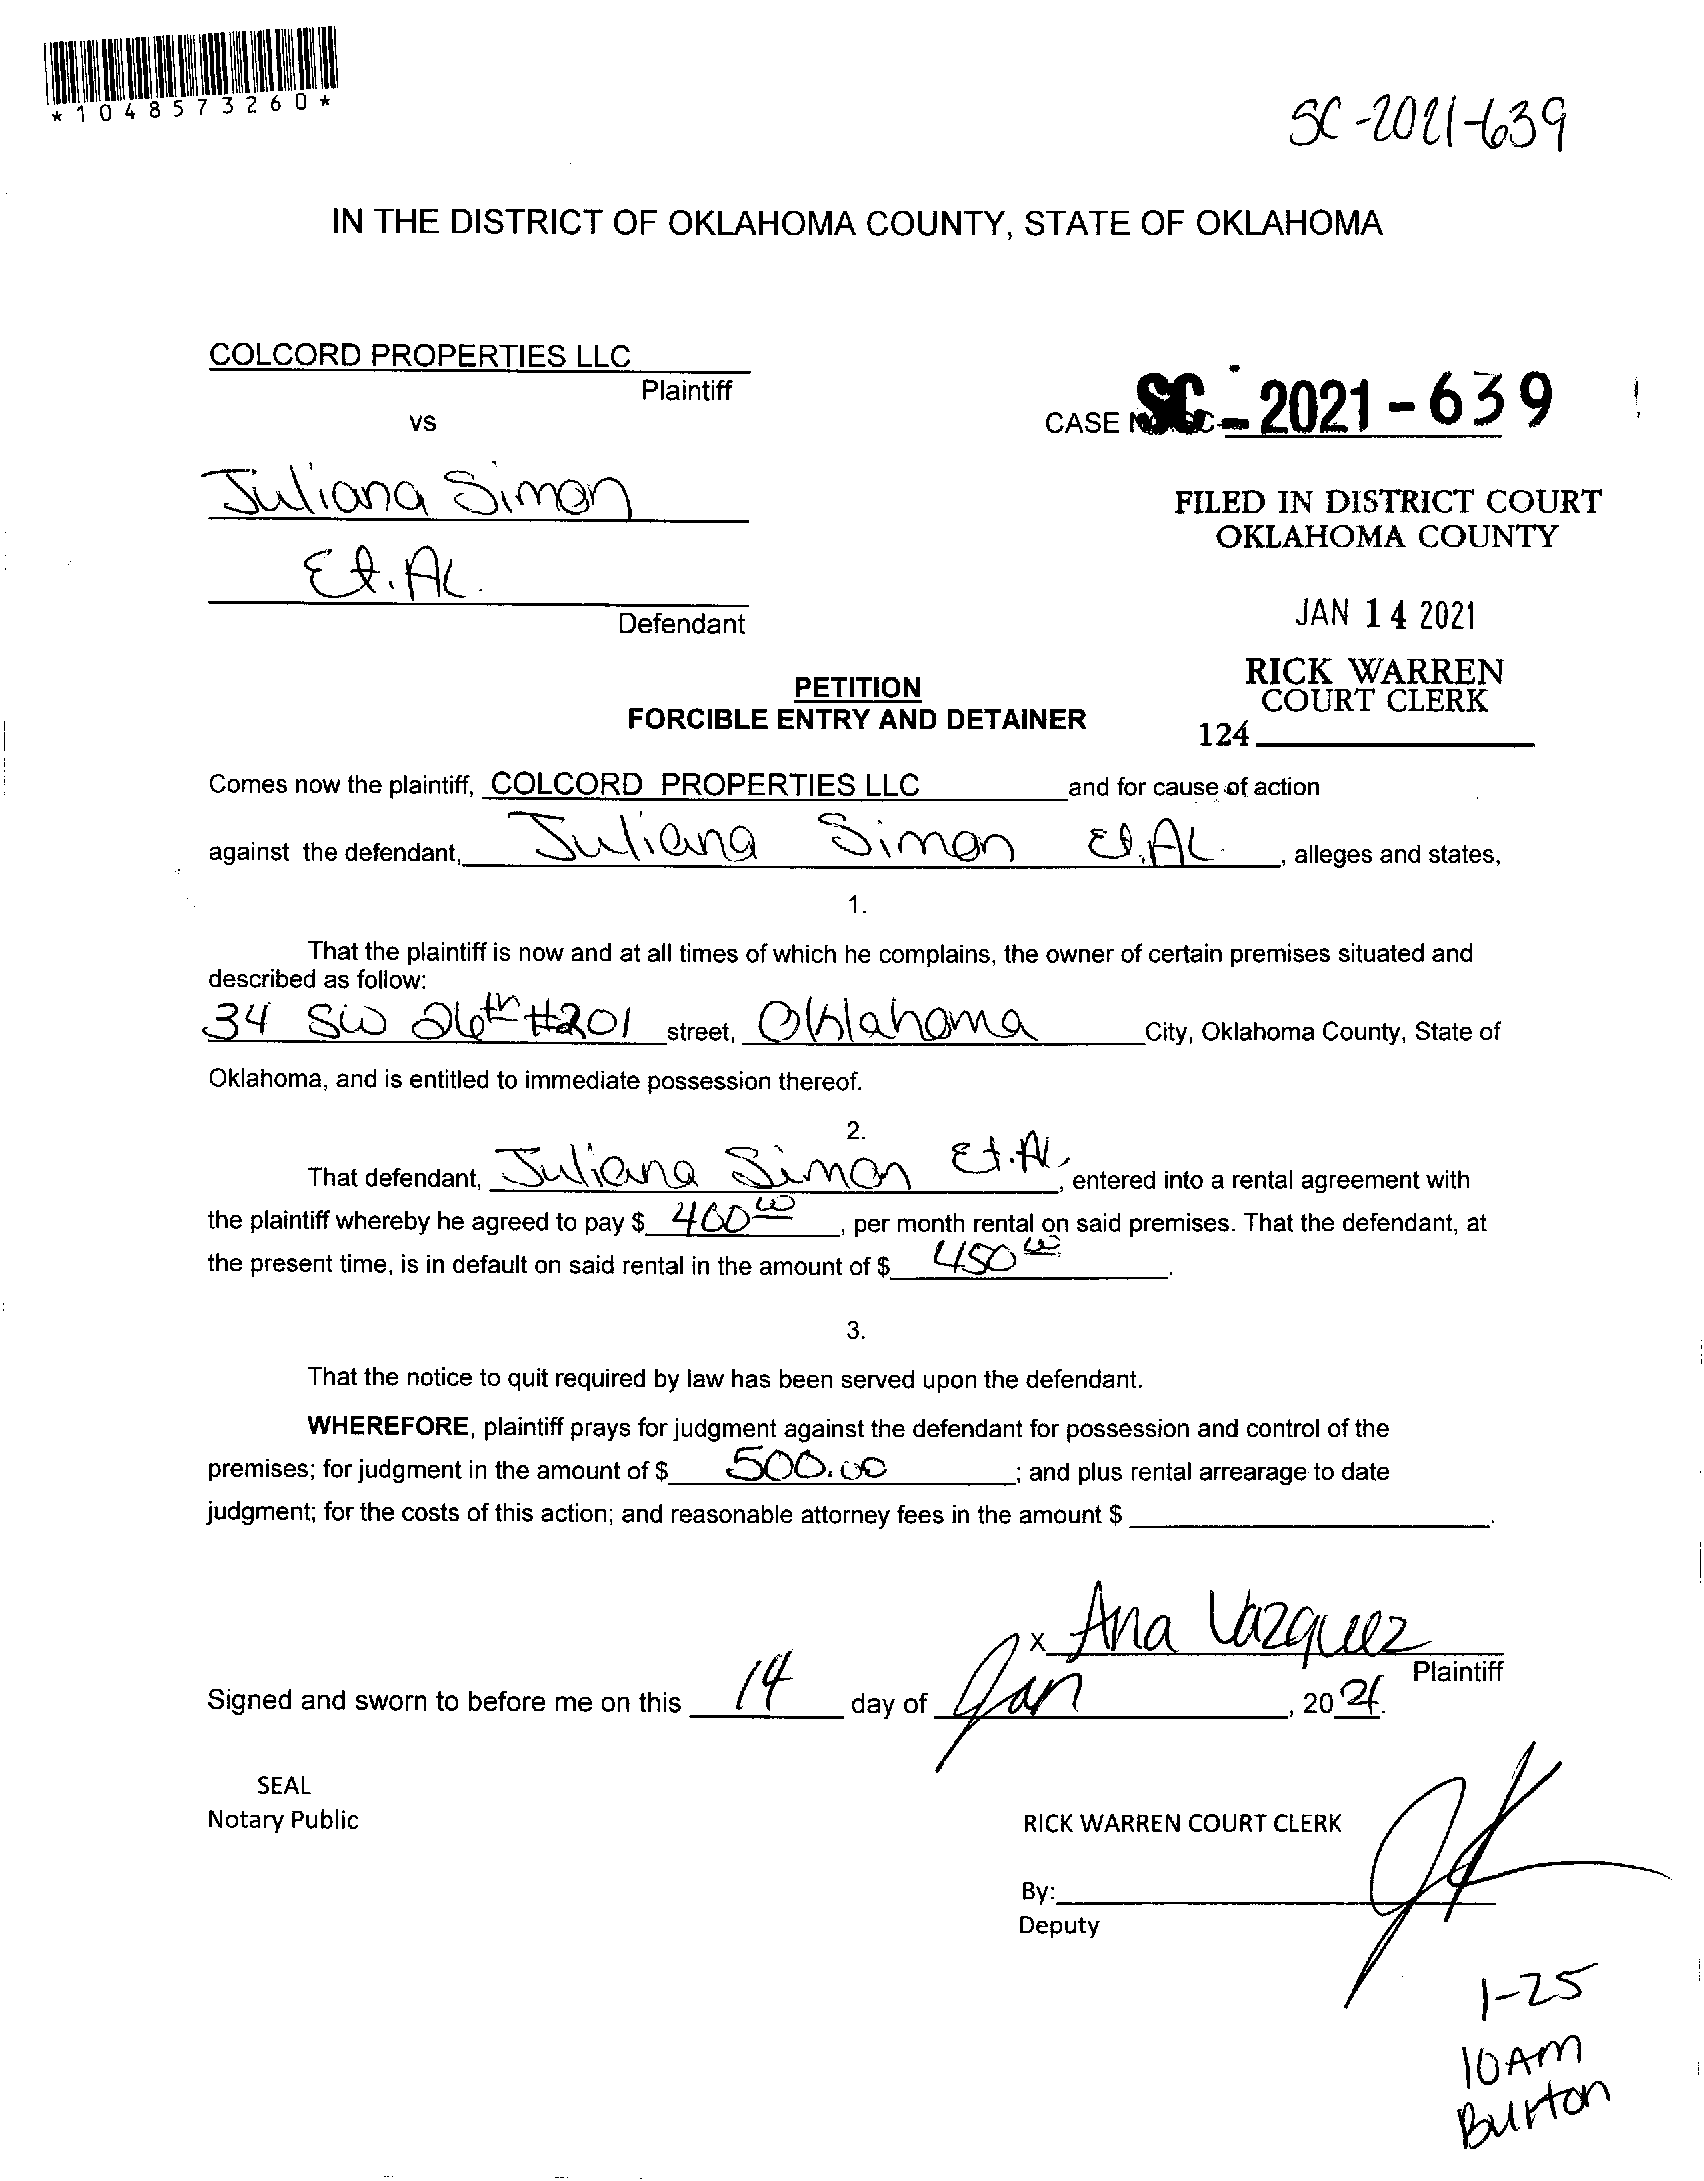 *1048573260*
SC-2021-639
IN THE DISTRICT OF OKLAHOMA COUNTY, STATE OF OKLAHOMA
COLCORD PROPERTIES LLC
Plaintiff
vs
CASE SC-2021-639
Juliana Simon
FILED IN DISTRICT COURT
OKLAHOMA COUNTY
Et. AL.
Defendant
JAN 14 2021
RICK WARREN
COURT CLERK
124
PETITION
FORCIBLE ENTRY AND DETAINER
Comes now the plaintiff, COLCORD PROPERTIES LLC and for cause of action
against the defendant, Juliana Simon Et. AL. , alleges and states,
1.
That the plaintiff is now and at all times of which he complains, the owner of certain premises situated and
described as follow:
34 SW 26th #201 street, Oklahoma City, Oklahoma County, State of
Oklahoma, and is entitled to immediate possession thereof.
2.
That defendant, Juliana Simon Et. AL. , entered into a rental agreement with
the plaintiff whereby he agreed to pay $ 400 00 , per month rental on said premises. That the defendant, at
the present time, is in default on said rental in the amount of $ 450 00 .
3.
That the notice to quit required by law has been served upon the defendant.
WHEREFORE, plaintiff prays for judgment against the defendant for possession and control of the
premises; for judgment in the amount of $ 500.00 ; and plus rental arrearage to date
judgment; for the costs of this action; and reasonable attorney fees in the amount $ .
x Ana Vazquez
Plaintiff
Signed and sworn to before me on this 14 day of Jan , 2021.
SEAL
Notary Public
RICK WARREN COURT CLERK
By:
Deputy
1-25
10AM
Burton